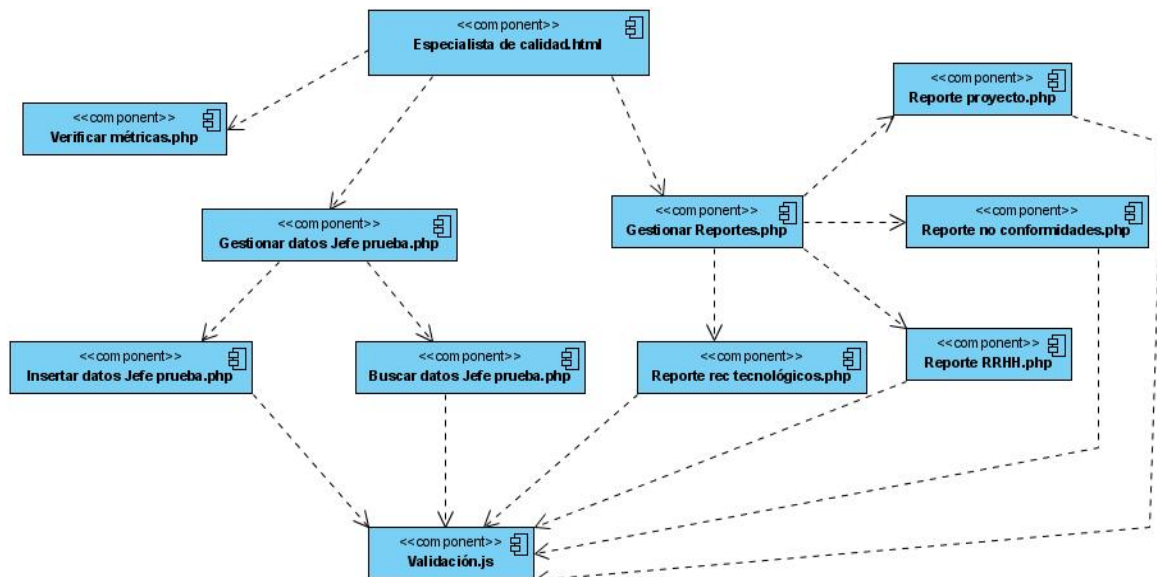 <<component>>
Especialista de calidad.html
<<component>>
Reporte proyecto.php
<<component>>
Verificar métricas.php
<<component>>
Gestionar datos Jefe prueba.php
<<component>>
Gestionar Reportes.php
<<component>>
Reporte no conformidades.php
<<component>>
Insertar datos Jefe prueba.php
<<component>>
Buscar datos Jefe prueba.php
<<component>>
Reporte rec tecnológicos.php
<<component>>
Reporte RRHH.php
<<component>>
Validación.js